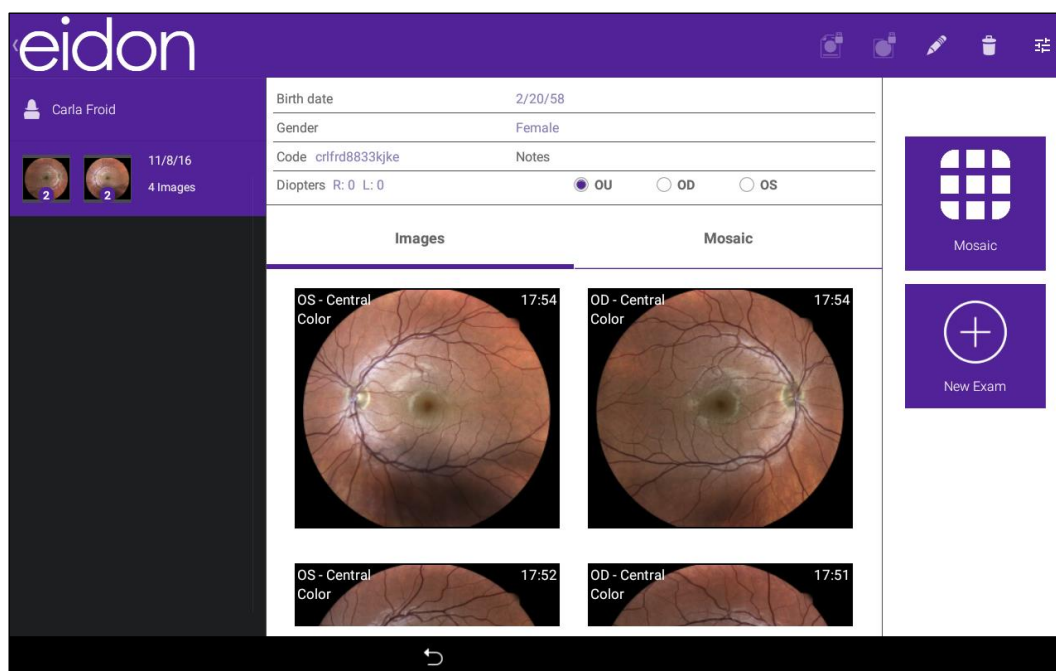 eidon
Carla Froid
11/8/16
4 Images
2
2
Birth date 2/20/58
Gender Female
Code crlfrd8833kjke Notes
Diopters R: 0 L: 0 OU OD OS
Images Mosaic
OS - Central 17:54
Color
OD - Central 17:54
Color
OS - Central 17:52
Color
OD - Central 17:51
Color
Mosaic
New Exam